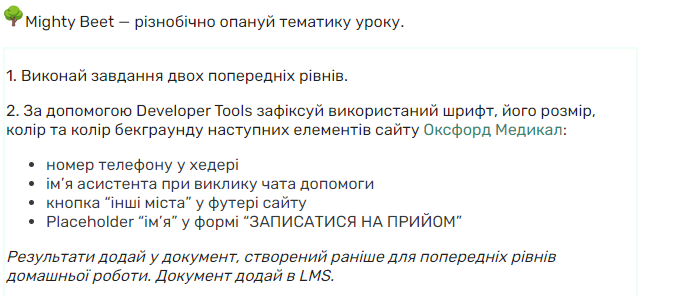 Mighty Beet — різнобічно опануй тематику уроку.
1. Виконай завдання двох попередніх рівнів.
2. За допомогою Developer Tools зафіксуй використаний шрифт, його розмір,
колір та колір бекграунду наступних елементів сайту Оксфорд Медикал:
• номер телефону у хедері
• ім’я асистента при виклику чата допомоги
• кнопка “інші міста” у футері сайту
• Placeholder “ім’я” у формі “ЗАПИСАТИСЯ НА ПРИЙОМ”
Результати додай у документ, створений раніше для попередніх рівнів
домашньої роботи. Документ додай в LMS.